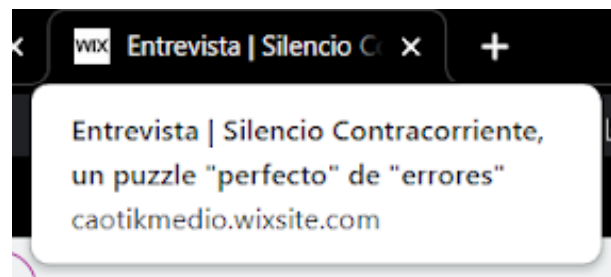 WIX Entrevista | Silencio C
Entrevista | Silencio Contracorriente,
un puzzle "perfecto" de "errores"
caotikmedio.wixsite.com